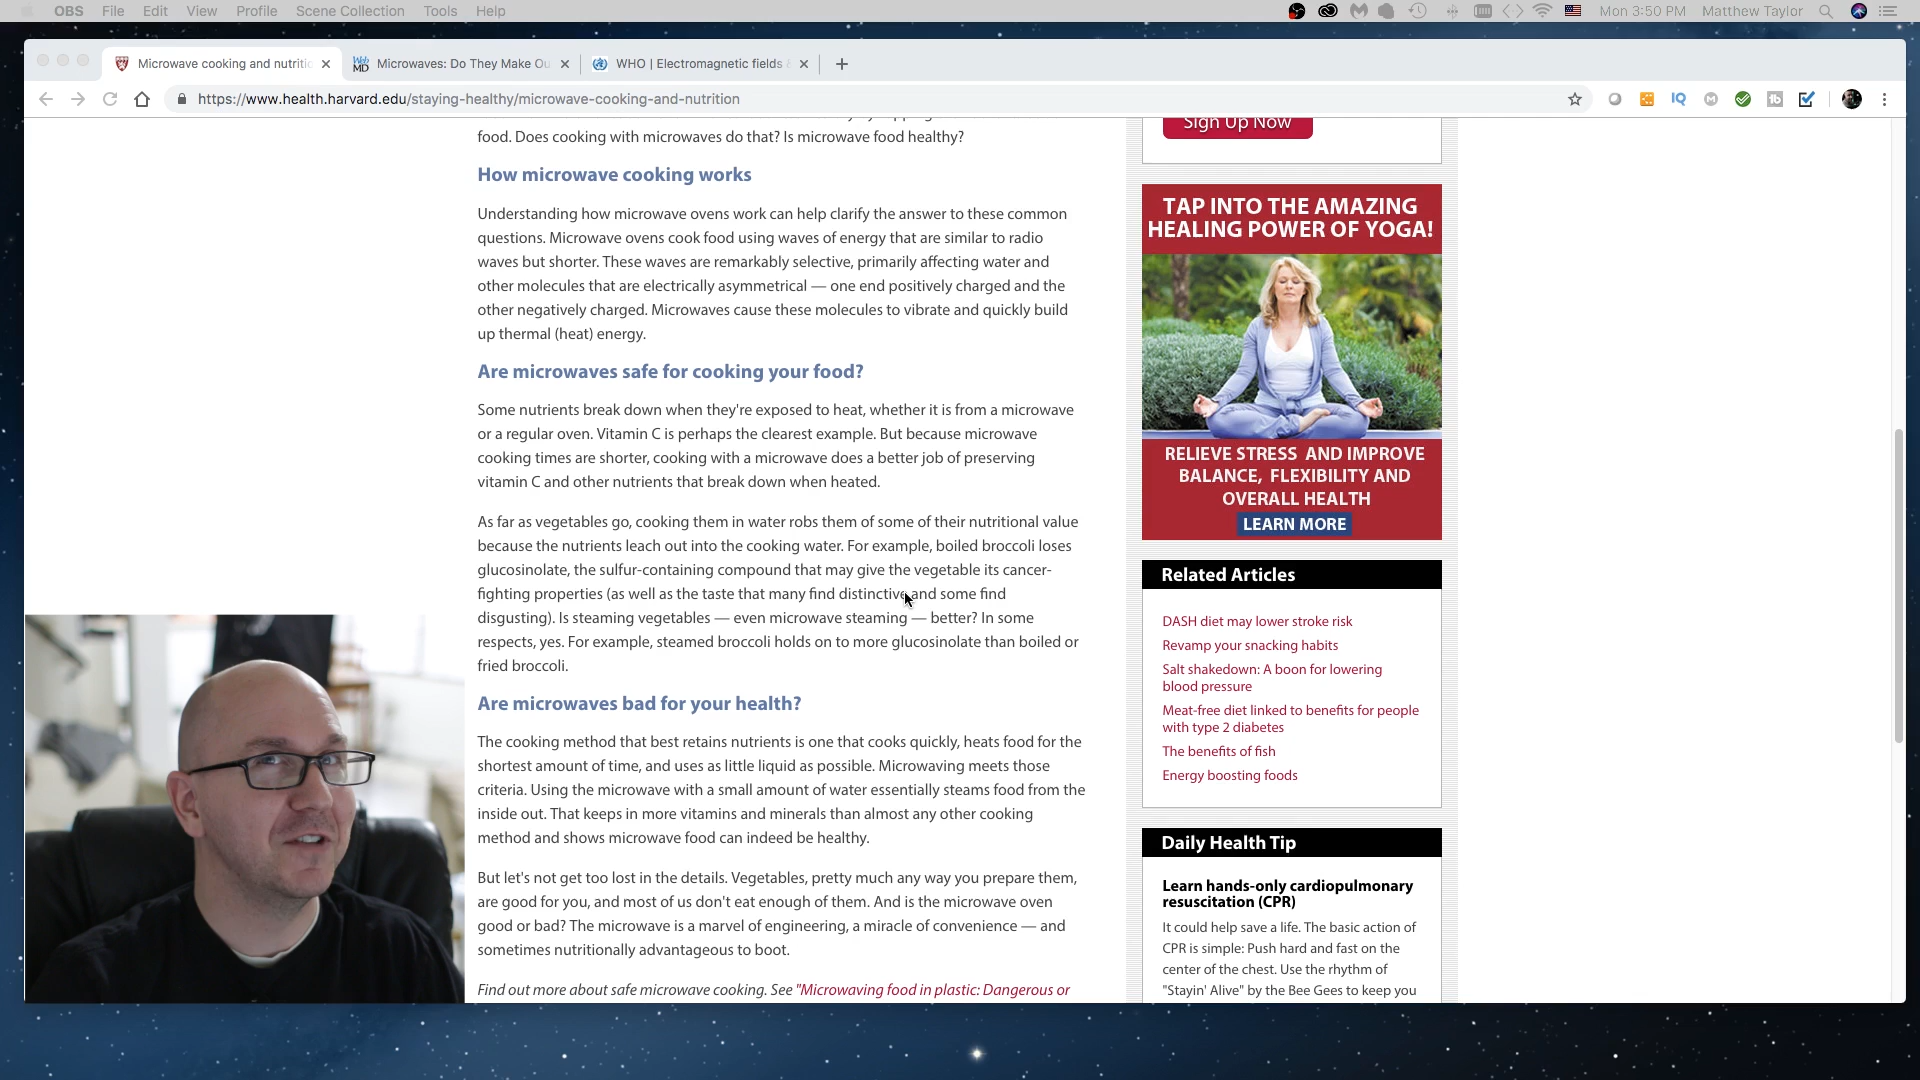 OBS File Edit View Profile Scene Collection Tools Help Mon 3:50 PM Matthew Taylor
Microwave cooking and nutritio
Web MD Microwaves: Do They Make Ou
WHO | Electromagnetic fields &
https://www.health.harvard.edu/staying-healthy/microwave-cooking-and-nutrition
IQ
food. Does cooking with microwaves do that? Is microwave food healthy?
How microwave cooking works
Understanding how microwave ovens work can help clarify the answer to these common
questions. Microwave ovens cook food using waves of energy that are similar to radio
waves but shorter. These waves are remarkably selective, primarily affecting water and
other molecules that are electrically asymmetrical — one end positively charged and the
other negatively charged. Microwaves cause these molecules to vibrate and quickly build
up thermal (heat) energy.
Are microwaves safe for cooking your food?
Some nutrients break down when they're exposed to heat, whether it is from a microwave
or a regular oven. Vitamin C is perhaps the clearest example. But because microwave
cooking times are shorter, cooking with a microwave does a better job of preserving
vitamin C and other nutrients that break down when heated.
As far as vegetables go, cooking them in water robs them of some of their nutritional value
because the nutrients leach out into the cooking water. For example, boiled broccoli loses
glucosinolate, the sulfur-containing compound that may give the vegetable its cancer-
fighting properties (as well as the taste that many find distinctive and some find
disgusting). Is steaming vegetables — even microwave steaming — better? In some
respects, yes. For example, steamed broccoli holds on to more glucosinolate than boiled or
fried broccoli.
Are microwaves bad for your health?
The cooking method that best retains nutrients is one that cooks quickly, heats food for the
shortest amount of time, and uses as little liquid as possible. Microwaving meets those
criteria. Using the microwave with a small amount of water essentially steams food from the
inside out. That keeps in more vitamins and minerals than almost any other cooking
method and shows microwave food can indeed be healthy.
But let's not get too lost in the details. Vegetables, pretty much any way you prepare them,
are good for you, and most of us don't eat enough of them. And is the microwave oven
good or bad? The microwave is a marvel of engineering, a miracle of convenience — and
sometimes nutritionally advantageous to boot.
Find out more about safe microwave cooking. See "Microwaving food in plastic: Dangerous or
Sign Up Now
TAP INTO THE AMAZING
HEALING POWER OF YOGA!
RELIEVE STRESS AND IMPROVE
BALANCE, FLEXIBILITY AND
OVERALL HEALTH
LEARN MORE
Related Articles
DASH diet may lower stroke risk
Revamp your snacking habits
Salt shakedown: A boon for lowering
blood pressure
Meat-free diet linked to benefits for people
with type 2 diabetes
The benefits of fish
Energy boosting foods
Daily Health Tip
Learn hands-only cardiopulmonary
resuscitation (CPR)
It could help save a life. The basic action of
CPR is simple: Push hard and fast on the
center of the chest. Use the rhythm of
"Stayin' Alive" by the Bee Gees to keep you